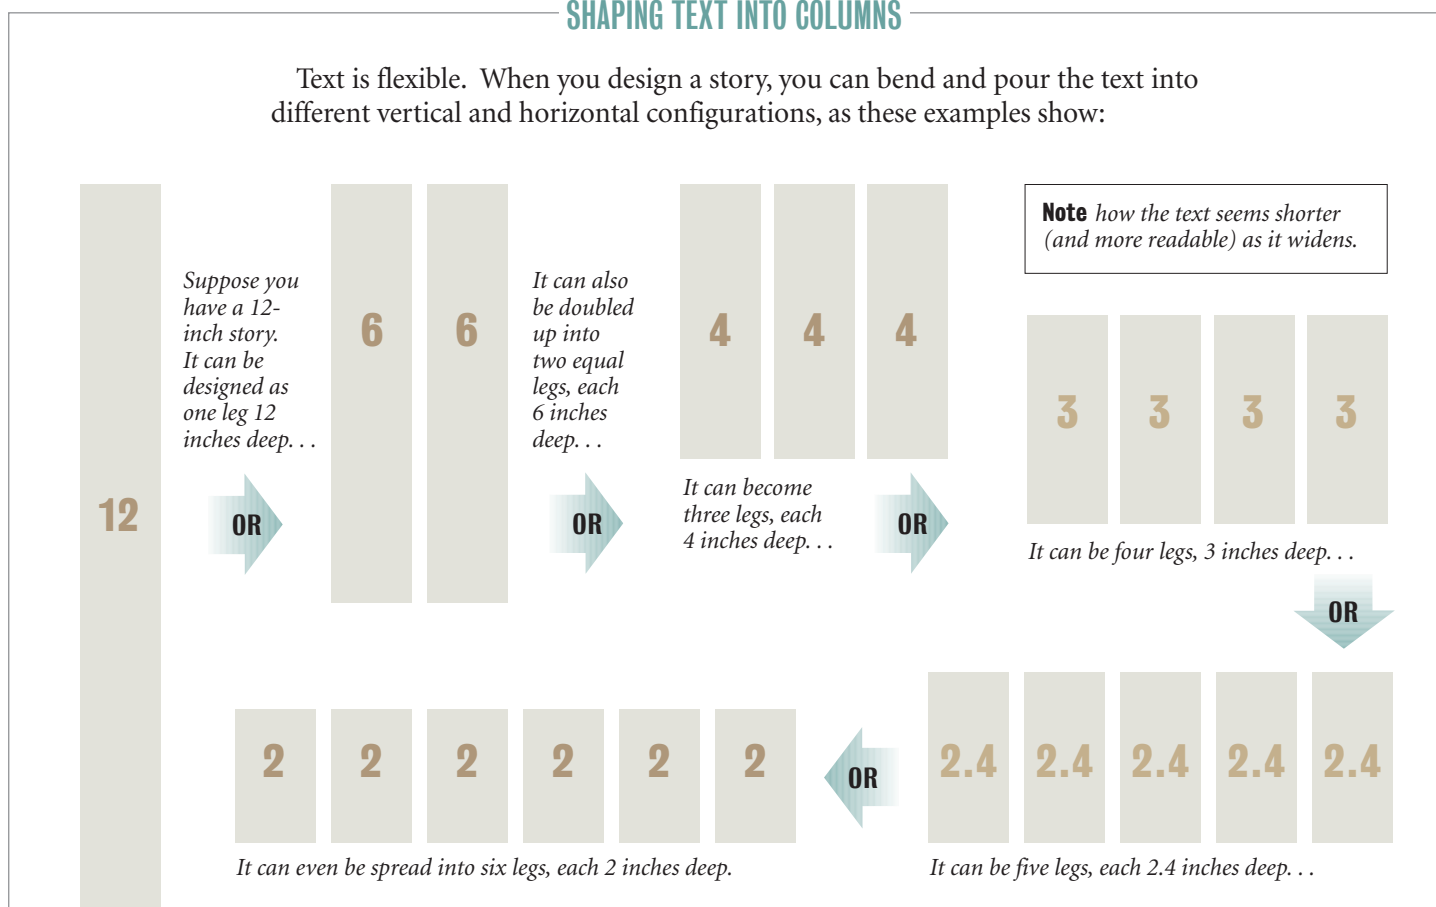 SHAPING TEXT INTO COLUMNS
Text is flexible. When you design a story, you can bend and pour the text into
different vertical and horizontal configurations, as these examples show:
12
Suppose you
have a 12-
inch story.
It can be
designed as
one leg 12
inches deep. . .
OR
6 6
It can also
be doubled
up into
two equal
legs, each
6 inches
deep. . .
OR
4 4 4
It can become
three legs, each
4 inches deep. . .
OR
Note how the text seems shorter
(and more readable) as it widens.
3 3 3 3
It can be four legs, 3 inches deep. . .
OR
2.4 2.4 2.4 2.4 2.4
It can be five legs, each 2.4 inches deep. . .
OR
2 2 2 2 2 2
It can even be spread into six legs, each 2 inches deep.